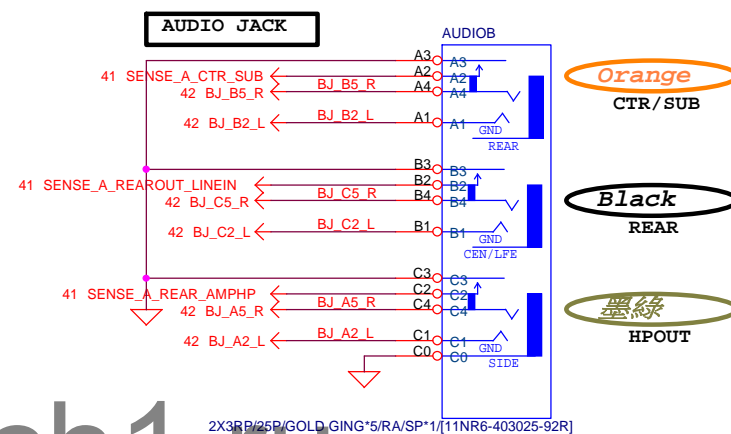 AUDIO JACK
AUDIOB
A3 A3
41 SENSE_A_CTR_SUB A2 A2
42 BJ_B5_R BJ_B5_R A4 A4
42 BJ_B2_L BJ_B2_L A1 A1
GND
REAR
Orange
CTR/SUB
B3 B3
41 SENSE_A_REAROUT_LINEIN B2 B2
42 BJ_C5_R BJ_C5_R B4 B4
42 BJ_C2_L BJ_C2_L B1 B1
GND
CEN/LFE
Black
REAR
C3 C3
41 SENSE_A_REAR_AMPHP C2 C2
42 BJ_A5_R BJ_A5_R C4 C4
42 BJ_A2_L BJ_A2_L C1 C1
GND
C0 C0
SIDE
墨綠
HPOUT
2X3RP/25P/GOLD GING*5/RA/SP*1/[11NR6-403025-92R]